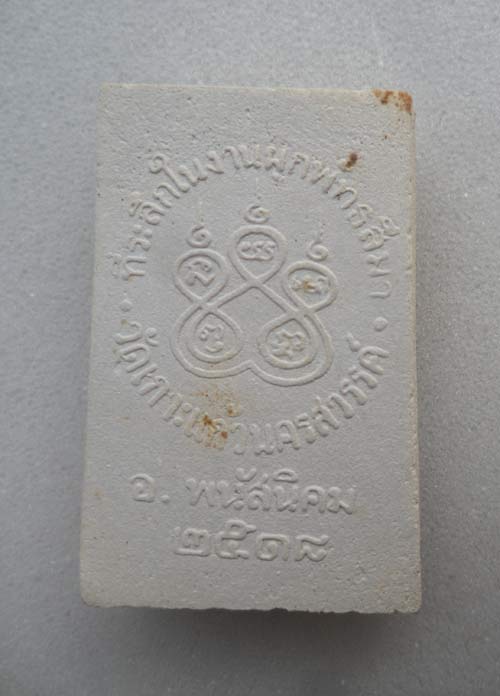 ที่ระลึกในงานผูกพัทธสีมา
วัดเกาะแก้วนครสวรรค์
อ. พนัสนิคม
๒๕๑๘